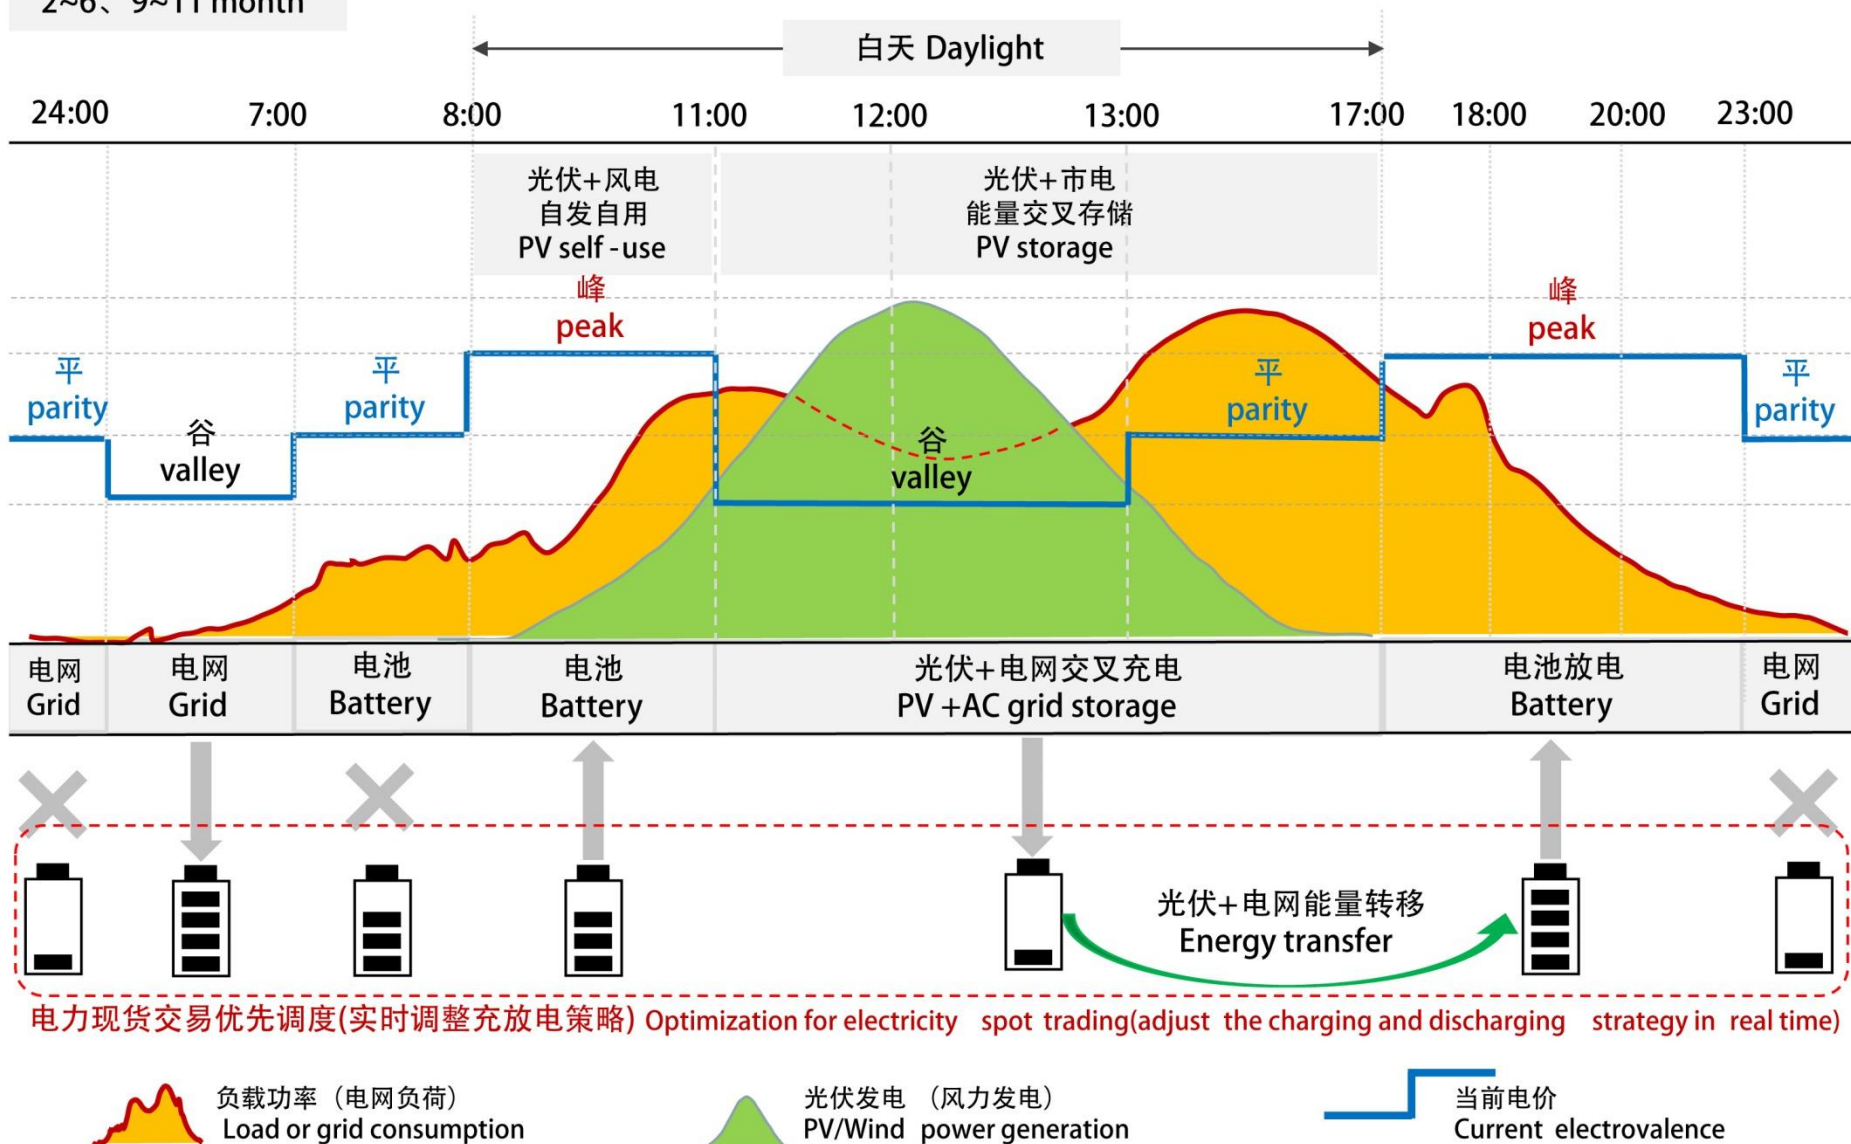 2~6、9~11 month
白天 Daylight
24:00 7:00 8:00 11:00 12:00 13:00 17:00 18:00 20:00 23:00
光伏+风电
自发自用
PV self-use
光伏+市电
能量交叉存储
PV storage
峰
peak
峰
peak
平
parity
谷
valley
平
parity
谷
valley
平
parity
平
parity
电网
Grid
电网
Grid
电池
Battery
电池
Battery
光伏+电网交叉充电
PV +AC grid storage
电池放电
Battery
电网
Grid
光伏+电网能量转移
Energy transfer
电力现货交易优先调度(实时调整充放电策略) Optimization for electricity spot trading(adjust the charging and discharging strategy in real time)
负载功率（电网负荷）
Load or grid consumption
光伏发电 （风力发电）
PV/Wind power generation
当前电价
Current electrovalence